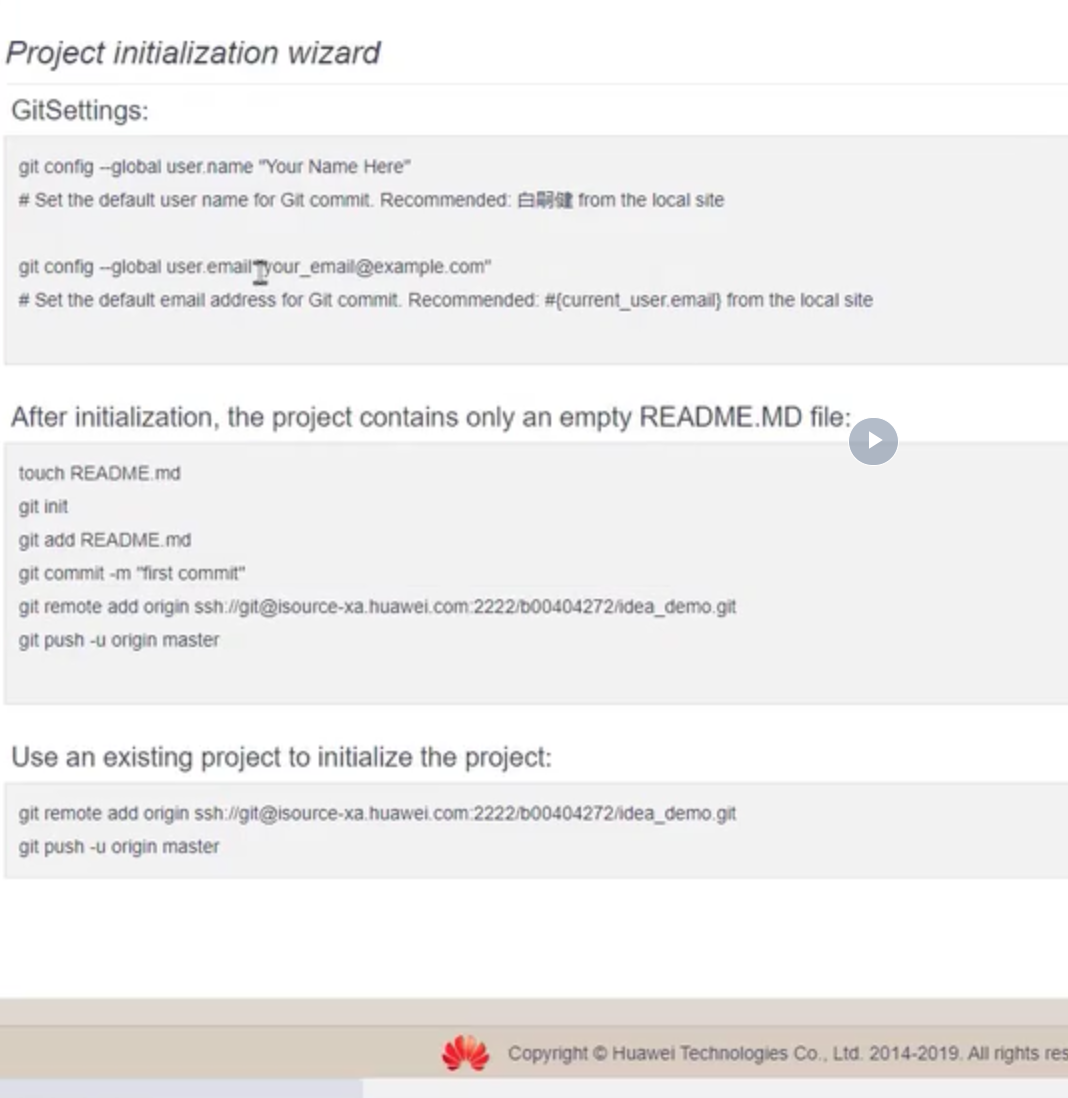 Project initialization wizard
GitSettings:
git config --global user.name "Your Name Here"
# Set the default user name for Git commit. Recommended: 白嗣健 from the local site
git config --global user.email "your_email@example.com"
# Set the default email address for Git commit. Recommended: #{current_user.email} from the local site
After initialization, the project contains only an empty README.MD file:
touch README.md
git init
git add README.md
git commit -m "first commit"
git remote add origin ssh://git@isource-xa.huawei.com:2222/b00404272/idea_demo.git
git push -u origin master
Use an existing project to initialize the project:
git remote add origin ssh://git@isource-xa.huawei.com:2222/b00404272/idea_demo.git
git push -u origin master
Copyright © Huawei Technologies Co., Ltd. 2014-2019. All rights res